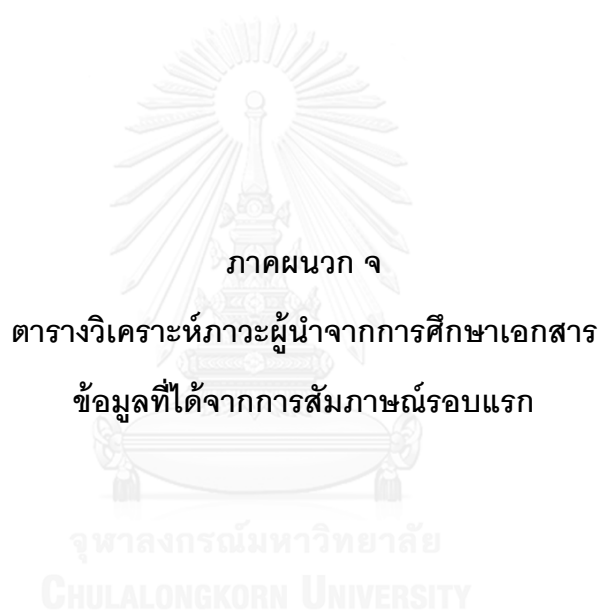 ภาคผนวก จ
ตารางวิเคราะห์ภาวะผู้นำจากการศึกษาเอกสาร
ข้อมูลที่ได้จากการสัมภาษณ์รอบแรก
จุฬาลงกรณ์มหาวิทยาลัย
CHULALONGKORN UNIVERSITY